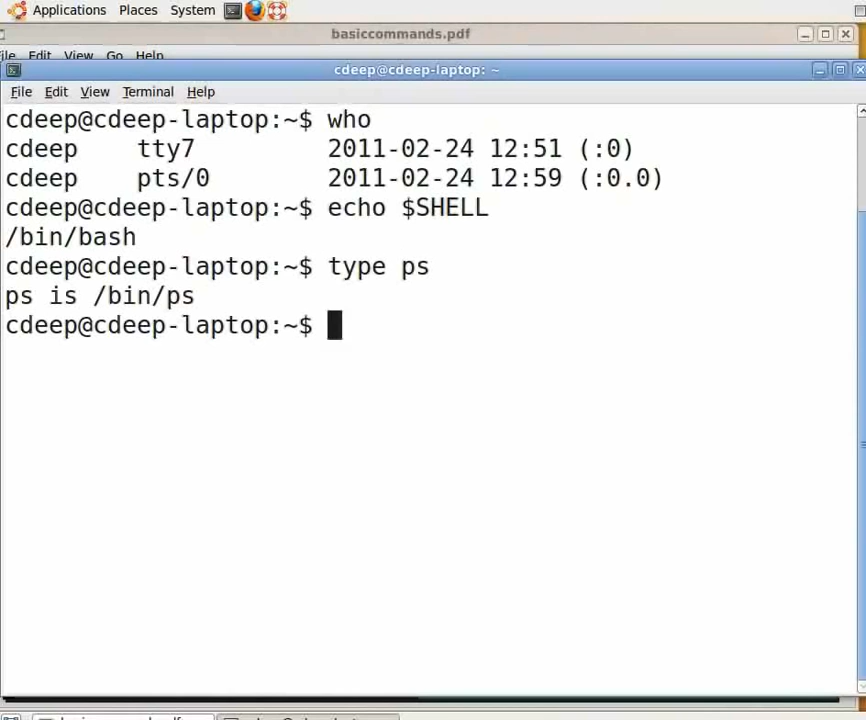 Applications Places System
basiccommands.pdf
File Edit View Go Help
cdeep@cdeep-laptop: ~
File Edit View Terminal Help
cdeep@cdeep-laptop:~$ who
cdeep tty7 2011-02-24 12:51 (:0)
cdeep pts/0 2011-02-24 12:59 (:0.0)
cdeep@cdeep-laptop:~$ echo $SHELL
/bin/bash
cdeep@cdeep-laptop:~$ type ps
ps is /bin/ps
cdeep@cdeep-laptop:~$